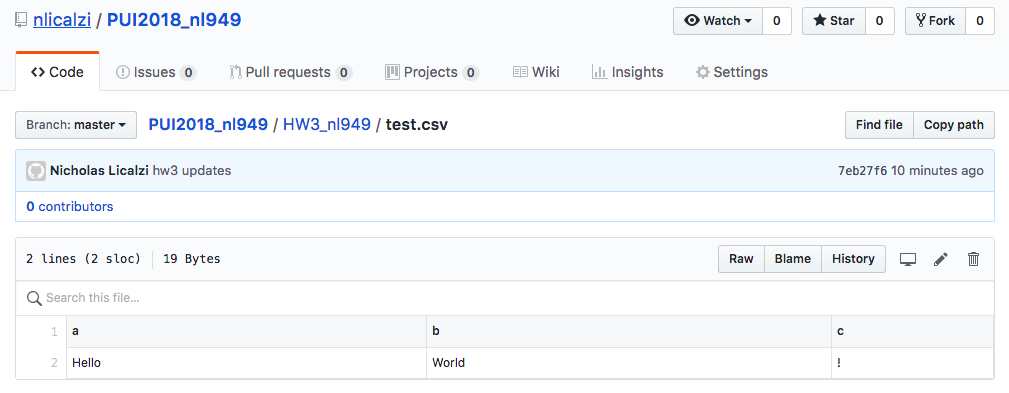 nlicalzi / PUI2018_nl949 Watch 0 Star 0 Fork 0
Code Issues 0 Pull requests 0 Projects 0 Wiki Insights Settings
Branch: master PUI2018_nl949 / HW3_nl949 / test.csv Find file Copy path
Nicholas Licalzi hw3 updates 7eb27f6 10 minutes ago
0 contributors
2 lines (2 sloc) 19 Bytes Raw Blame History
Search this file…
1 a b c
2 Hello World !